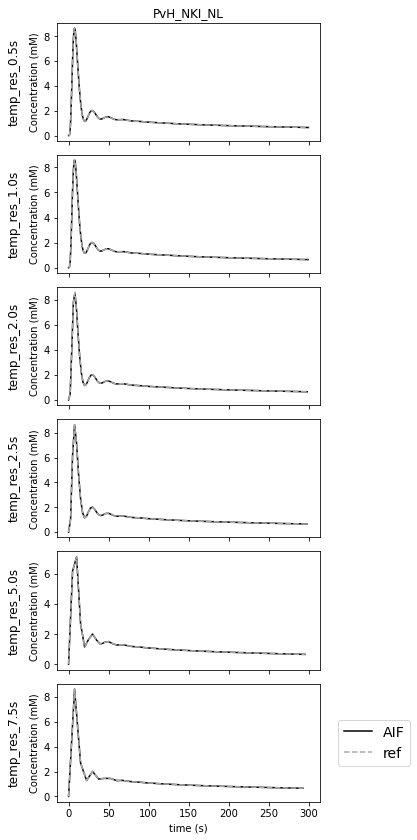 PvH_NKI_NL
temp_res_0.5s
Concentration (mM)
8
6
4
2
0
temp_res_1.0s
Concentration (mM)
8
6
4
2
0
temp_res_2.0s
Concentration (mM)
8
6
4
2
0
temp_res_2.5s
Concentration (mM)
8
6
4
2
0
temp_res_5.0s
Concentration (mM)
6
4
2
0
temp_res_7.5s
Concentration (mM)
8
6
4
2
0
0 50 100 150 200 250 300
time (s)
AIF
ref